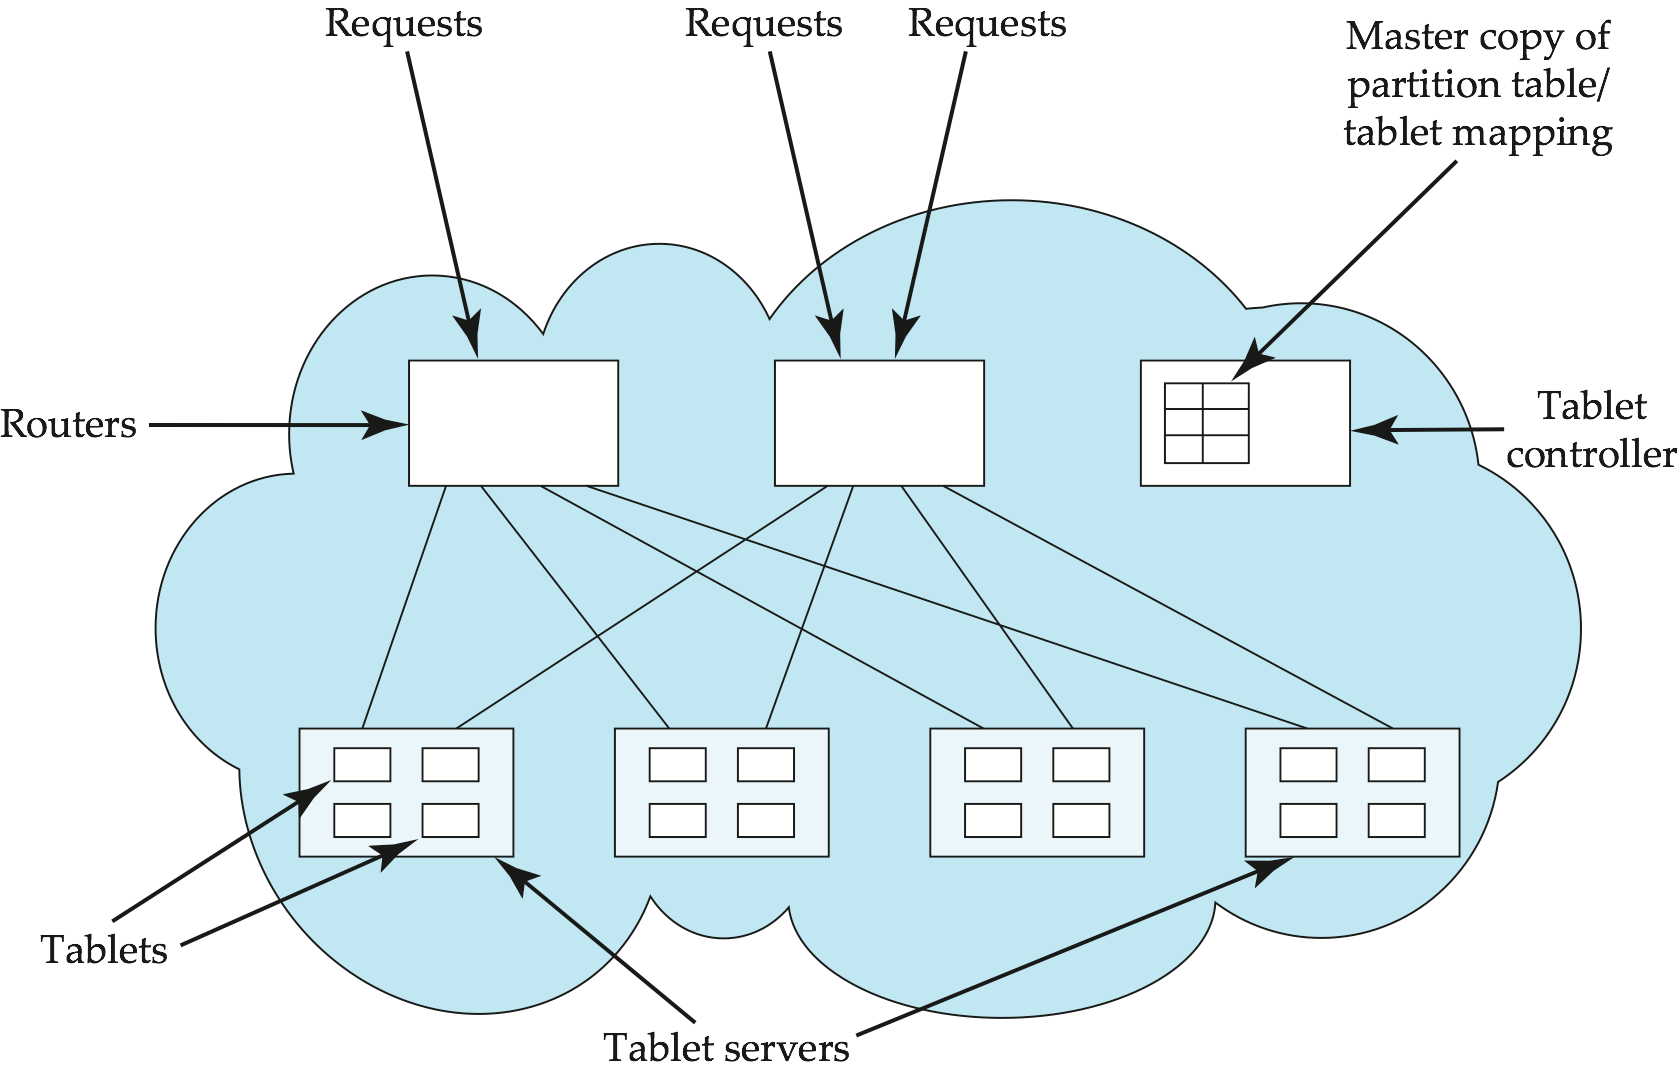 Requests
Requests
Requests
Master copy of
partition table/
tablet mapping
Routers
Tablet
controller
Tablets
Tablet servers